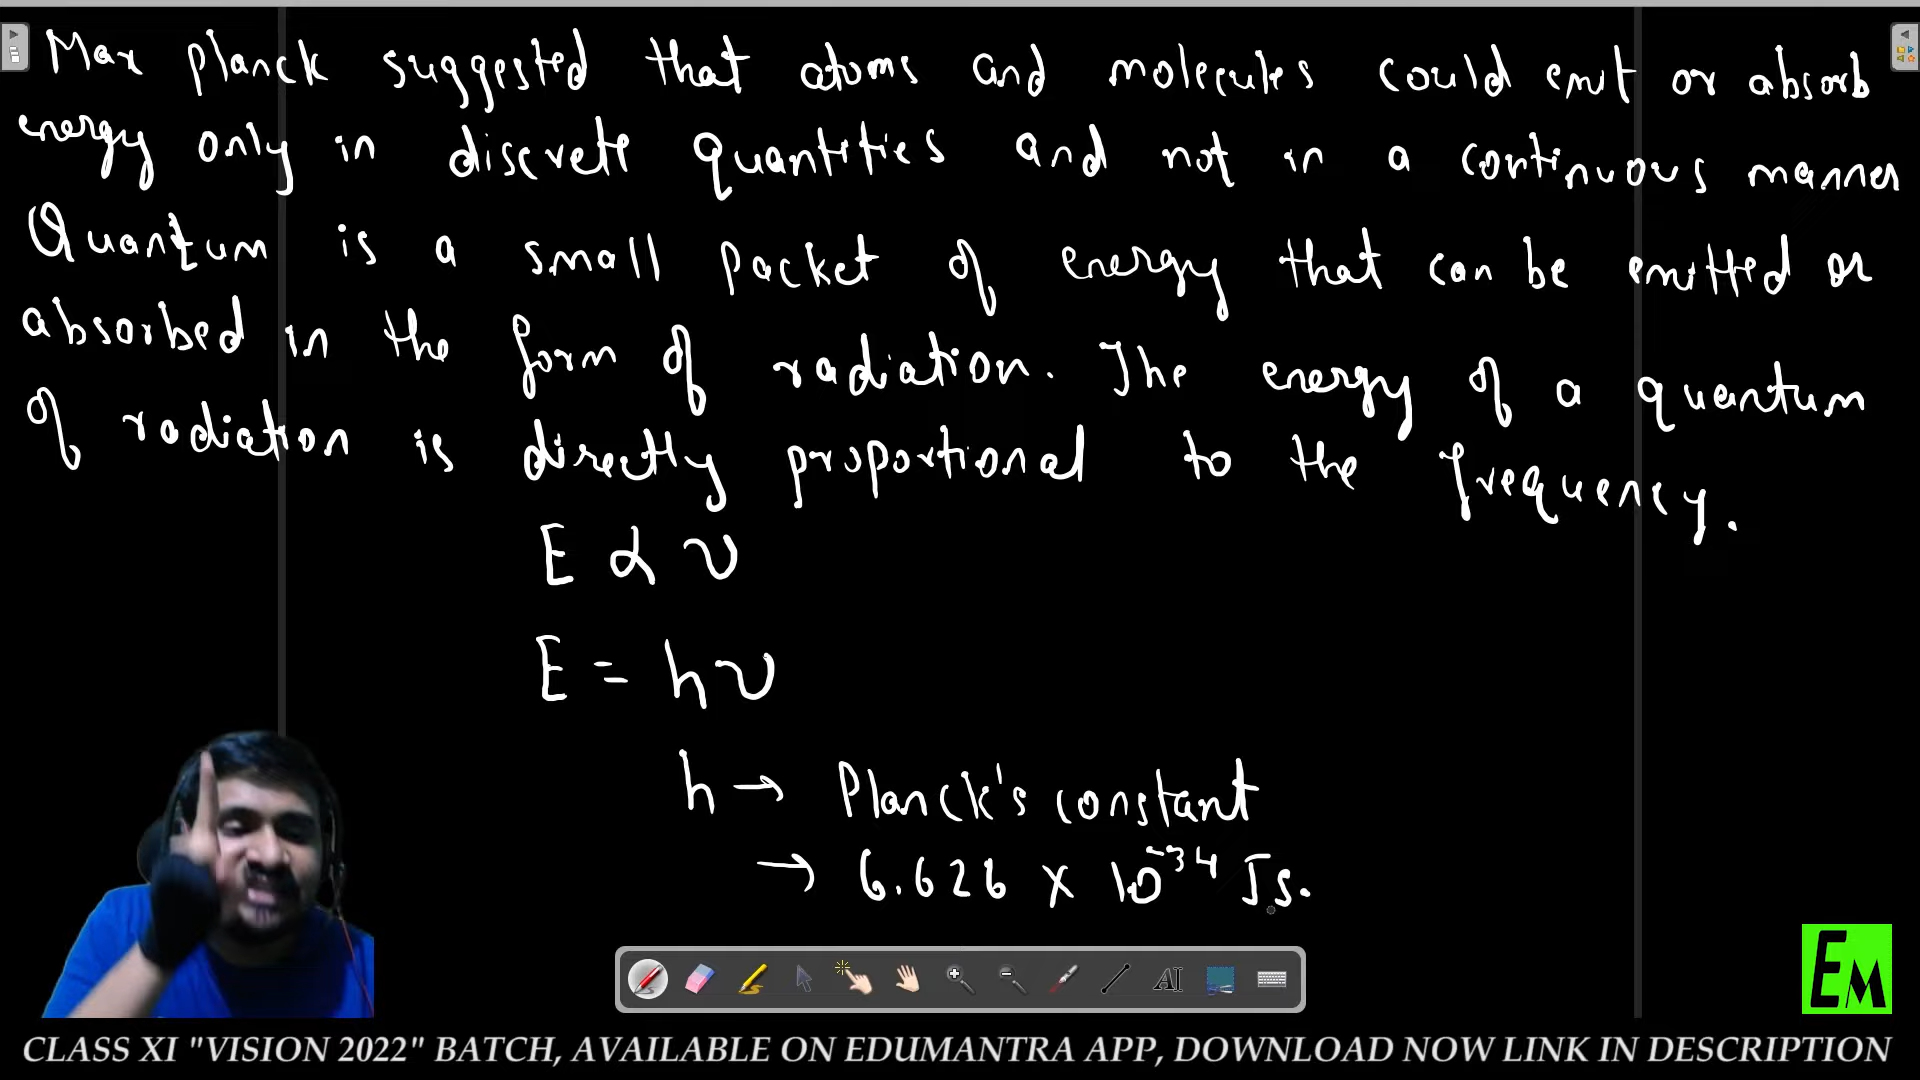 Max planck suggested that atoms and molecules could emit or absorb
energy only in discrete quantities and not in a continuous manner
Quantum is a small packet of energy that can be emitted or
absorbed in the form of radiation. The energy of a quantum
of radiation is directly proportional to the frequency.
E ∝ ν
E = hν
h → Planck's constant
→ 6.626 × 10⁻³⁴ Js.
AI
EM
CLASS XI "VISION 2022" BATCH, AVAILABLE ON EDUMANTRA APP, DOWNLOAD NOW LINK IN DESCRIPTION